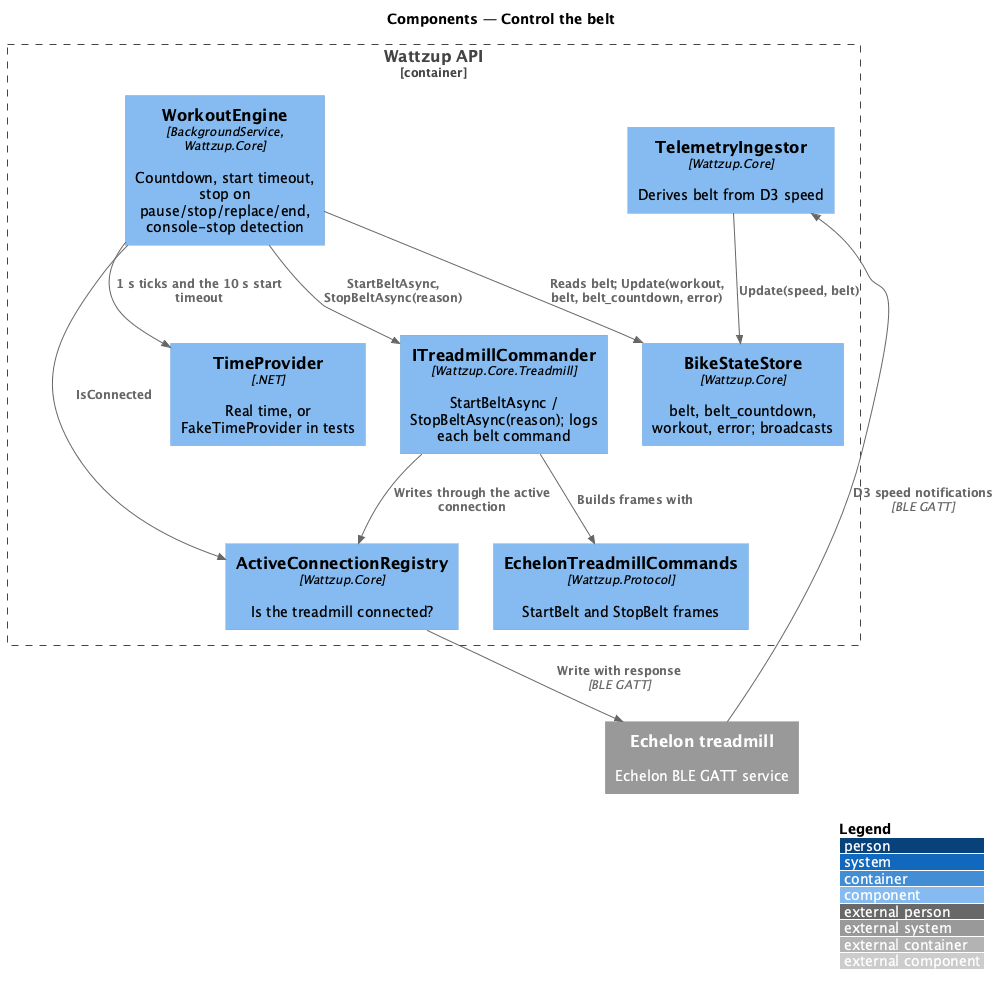 Components — Control the belt
Wattzup API
[container]
WorkoutEngine
[BackgroundService,
Wattzup.Core]
Countdown, start timeout,
stop on
pause/stop/replace/end,
console-stop detection
TelemetryIngestor
[Wattzup.Core]
Derives belt from D3 speed
1 s ticks and the 10 s start
timeout
StartBeltAsync,
StopBeltAsync(reason)
Reads belt; Update(workout,
belt, belt_countdown, error)
Update(speed, belt)
IsConnected
TimeProvider
[.NET]
Real time, or
FakeTimeProvider in tests
ITreadmillCommander
[Wattzup.Core.Treadmill]
StartBeltAsync /
StopBeltAsync(reason); logs
each belt command
BikeStateStore
[Wattzup.Core]
belt, belt_countdown,
workout, error; broadcasts
Writes through the active
connection
Builds frames with
D3 speed notifications
[BLE GATT]
ActiveConnectionRegistry
[Wattzup.Core]
Is the treadmill connected?
EchelonTreadmillCommands
[Wattzup.Protocol]
StartBelt and StopBelt frames
Write with response
[BLE GATT]
Echelon treadmill
Echelon BLE GATT service
Legend
person
system
container
component
external person
external system
external container
external component